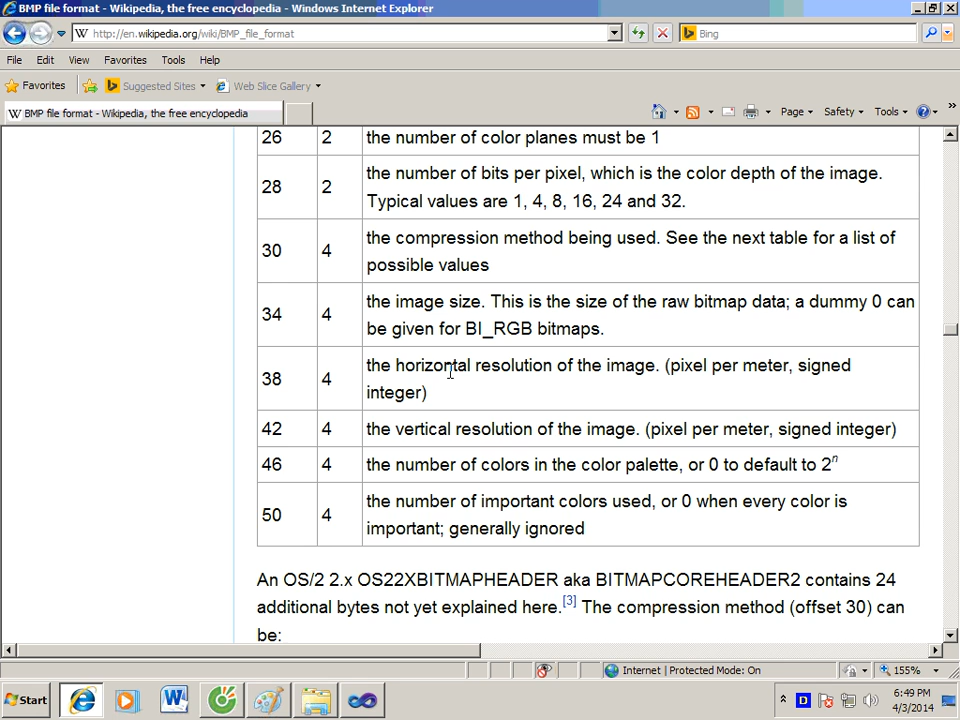 BMP file format - Wikipedia, the free encyclopedia - Windows Internet Explorer
http://en.wikipedia.org/wiki/BMP_file_format
Bing
File Edit View Favorites Tools Help
Favorites Suggested Sites Web Slice Gallery
BMP file format - Wikipedia, the free encyclopedia
Page Safety Tools »
26 2 the number of color planes must be 1
28 2 the number of bits per pixel, which is the color depth of the image.
Typical values are 1, 4, 8, 16, 24 and 32.
30 4 the compression method being used. See the next table for a list of
possible values
34 4 the image size. This is the size of the raw bitmap data; a dummy 0 can
be given for BI_RGB bitmaps.
38 4 the horizontal resolution of the image. (pixel per meter, signed
integer)
42 4 the vertical resolution of the image. (pixel per meter, signed integer)
46 4 the number of colors in the color palette, or 0 to default to 2ⁿ
50 4 the number of important colors used, or 0 when every color is
important; generally ignored
An OS/2 2.x OS22XBITMAPHEADER aka BITMAPCOREHEADER2 contains 24
additional bytes not yet explained here.[3] The compression method (offset 30) can
be:
Internet | Protected Mode: On 155%
Start 6:49 PM
4/3/2014